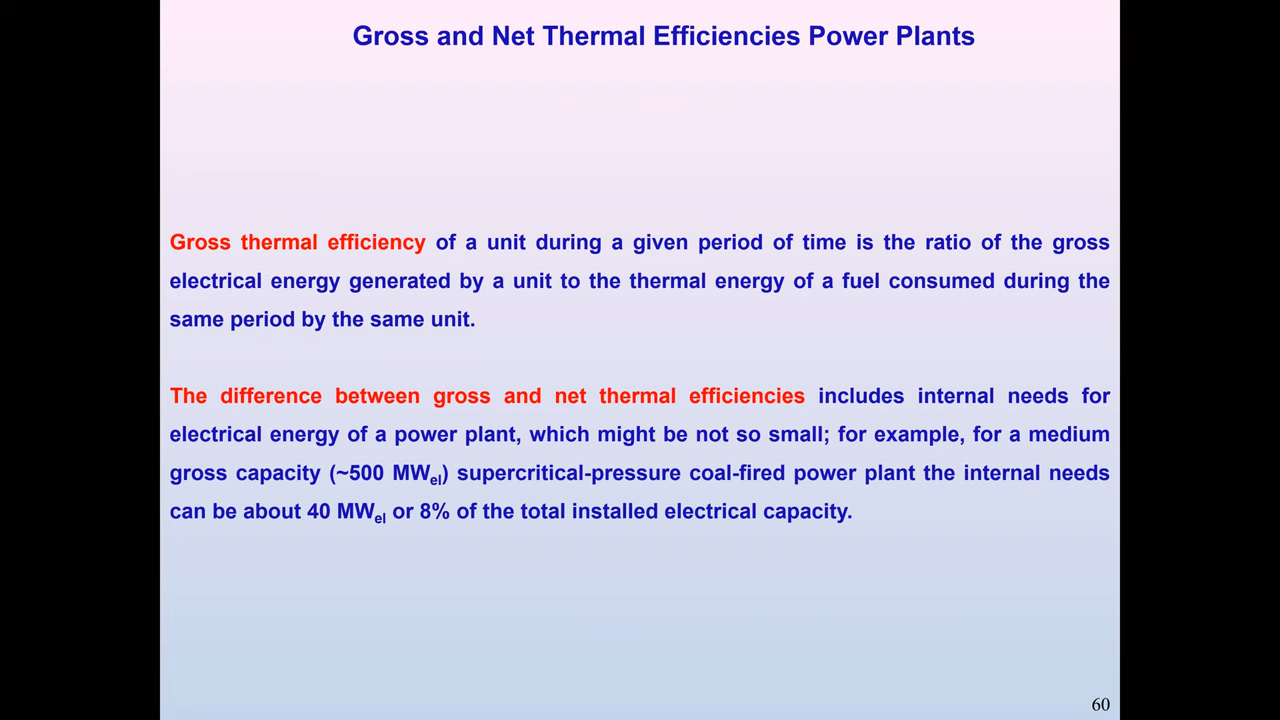 Gross and Net Thermal Efficiencies Power Plants
Gross thermal efficiency of a unit during a given period of time is the ratio of the gross
electrical energy generated by a unit to the thermal energy of a fuel consumed during the
same period by the same unit.
The difference between gross and net thermal efficiencies includes internal needs for
electrical energy of a power plant, which might be not so small; for example, for a medium
gross capacity (~500 MWel) supercritical-pressure coal-fired power plant the internal needs
can be about 40 MWel or 8% of the total installed electrical capacity.
60